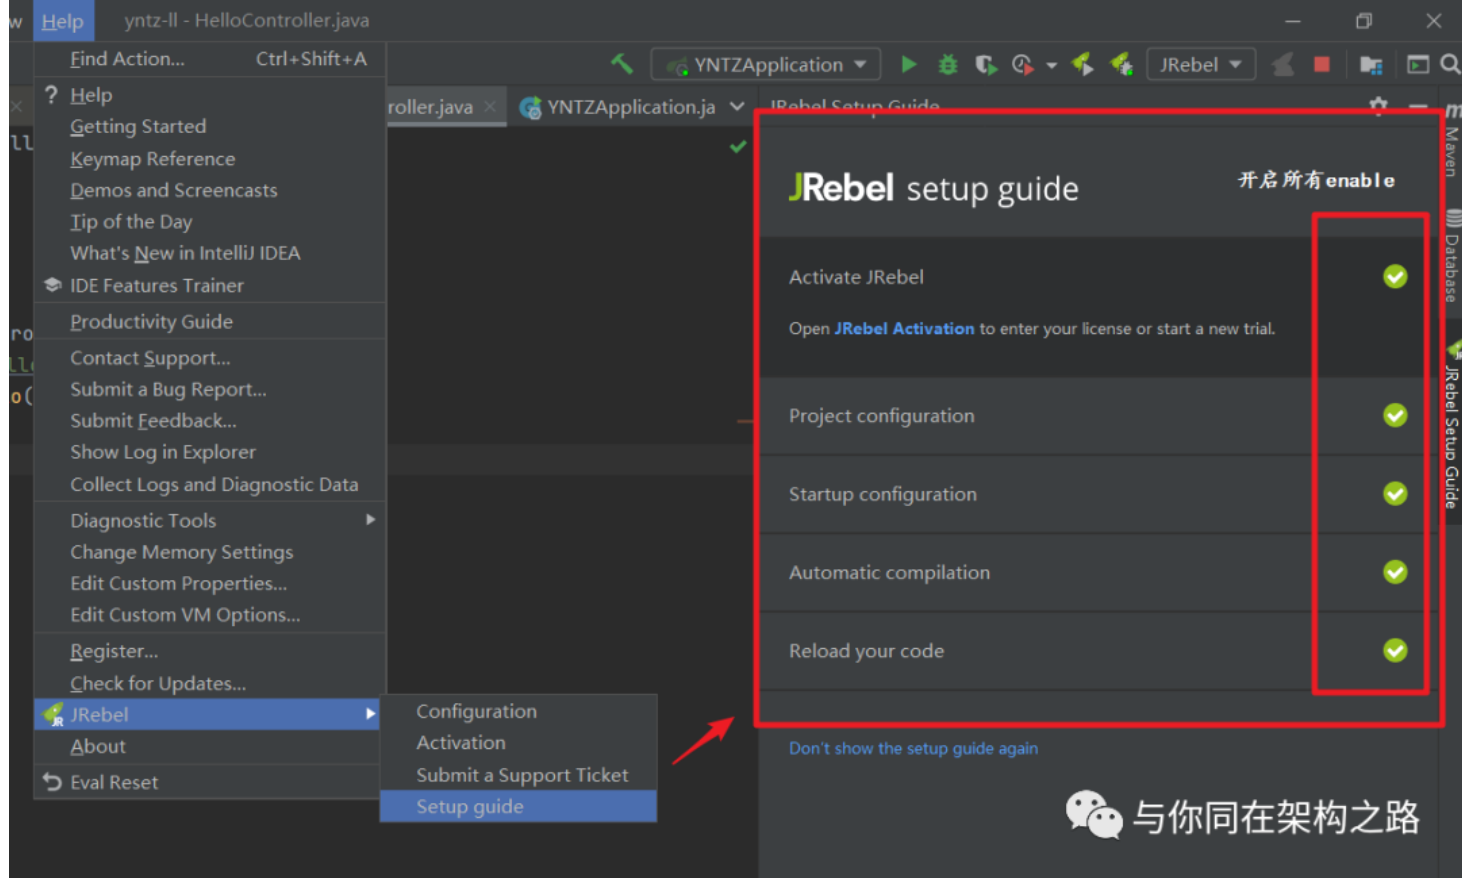 w Help yntz-ll - HelloController.java
Find Action... Ctrl+Shift+A
YNTZApplication
JRebel
? Help
roller.java
YNTZApplication.ja
JRebel Setup Guide
Getting Started
Keymap Reference
Demos and Screencasts
Tip of the Day
What's New in IntelliJ IDEA
IDE Features Trainer
Productivity Guide
Contact Support...
Submit a Bug Report...
Submit Feedback...
Show Log in Explorer
Collect Logs and Diagnostic Data
Diagnostic Tools
Change Memory Settings
Edit Custom Properties...
Edit Custom VM Options...
Register...
Check for Updates...
JRebel
About
Eval Reset
Configuration
Activation
Submit a Support Ticket
Setup guide
ll
ro
llo
o(
JRebel setup guide
开启所有enable
Activate JRebel
Open JRebel Activation to enter your license or start a new trial.
Project configuration
Startup configuration
Automatic compilation
Reload your code
Don't show the setup guide again
Maven
Database
JRebel Setup Guide
与你同在架构之路